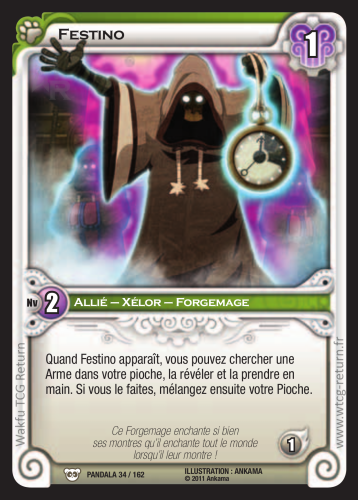 Festino
1
Nv 2 Allié – Xélor – Forgemage
Quand Festino apparaît, vous pouvez chercher une
Arme dans votre pioche, la révéler et la prendre en
main. Si vous le faites, mélangez ensuite votre Pioche.
Ce Forgemage enchante si bien
ses montres qu'il enchante tout le monde
lorsqu'il leur montre !
1
PANDALA 34 / 162
ILLUSTRATION : ANKAMA
© 2011 Ankama
Wakfu TCG Return
www.wtcg-return.fr